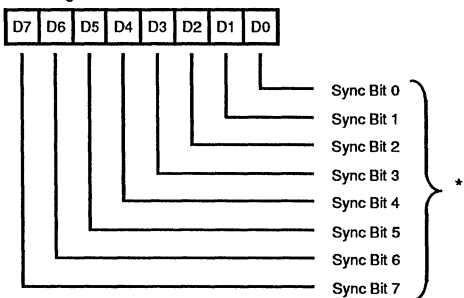 D7 D6 D5 D4 D3 D2 D1 D0
Sync Bit 0
Sync Bit 1
Sync Bit 2
Sync Bit 3
*
Sync Bit 4
Sync Bit 5
Sync Bit 6
Sync Bit 7